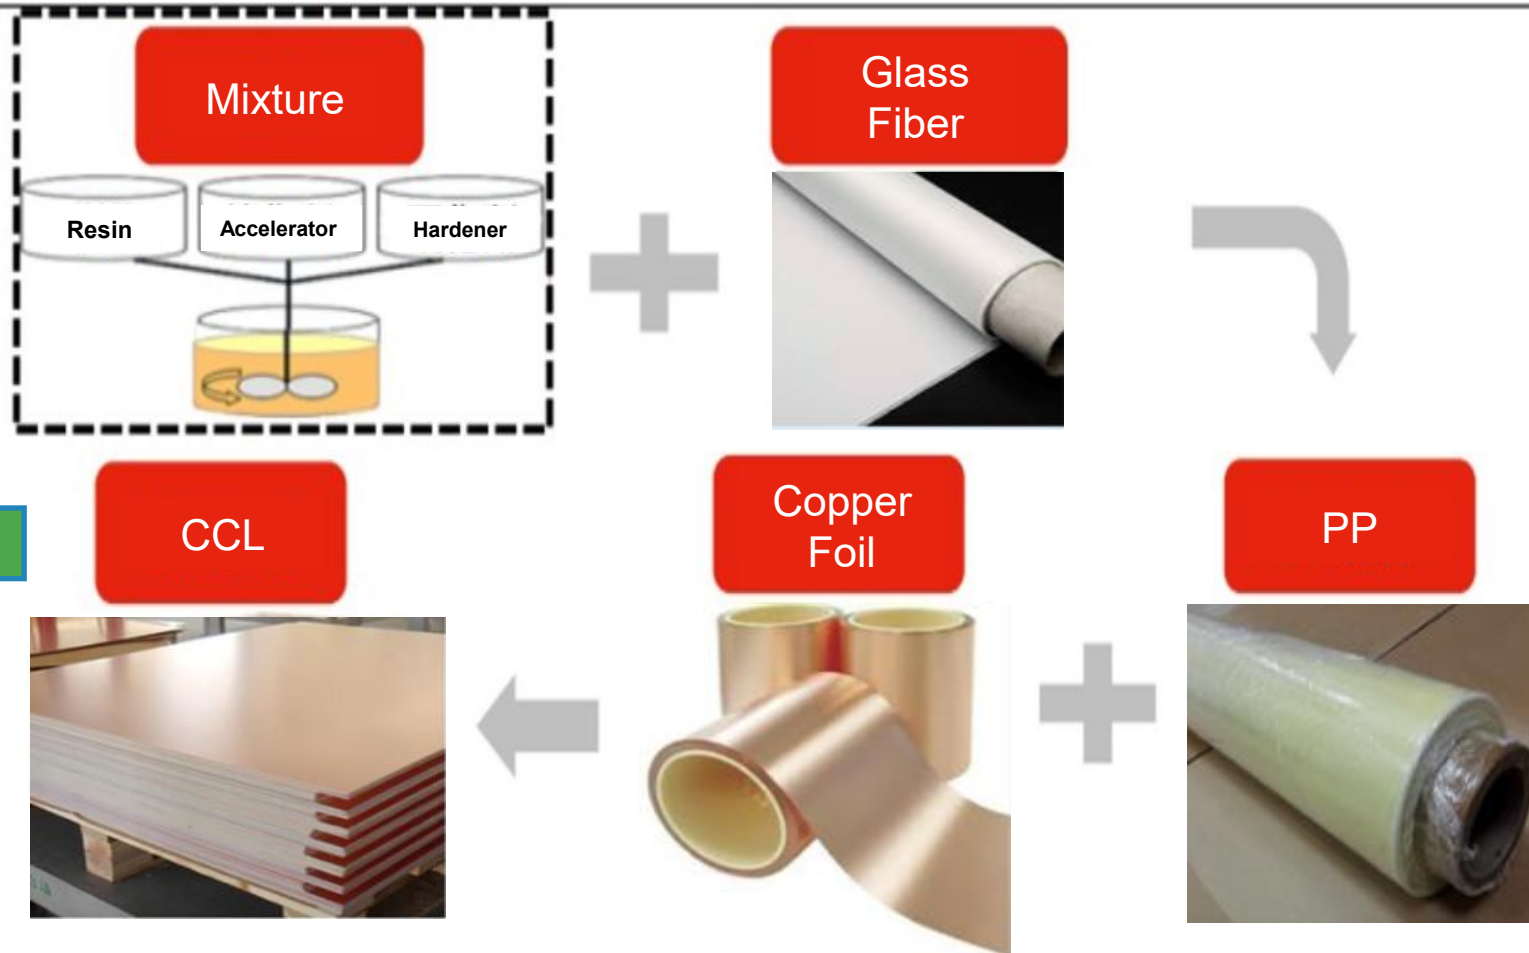 Mixture
Glass
Fiber
Resin
Accelerator
Hardener
CCL
Copper
Foil
PP